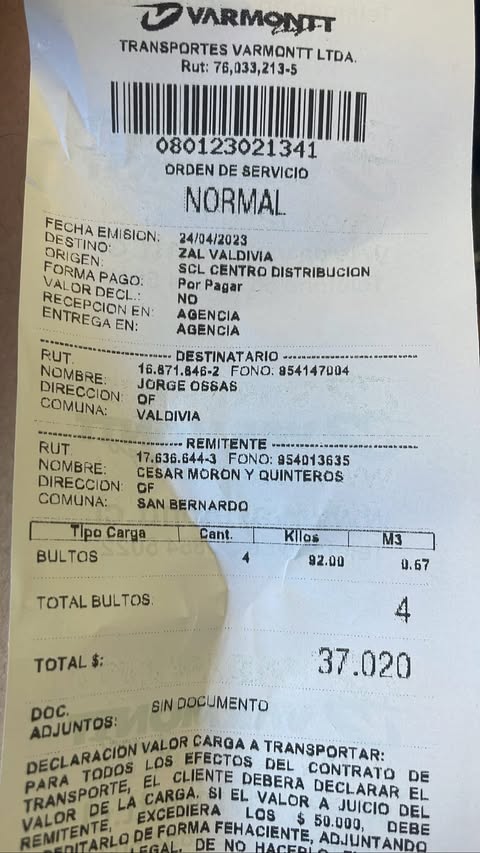 VARMONTT
TRANSPORTES VARMONTT LTDA.
Rut: 76,033,213-5
080123021341
ORDEN DE SERVICIO
NORMAL
FECHA EMISION: 24/04/2023
DESTINO: ZAL VALDIVIA
ORIGEN: SCL CENTRO DISTRIBUCION
FORMA PAGO: Por Pagar
VALOR DECL.: NO
RECEPCION EN: AGENCIA
ENTREGA EN: AGENCIA
DESTINATARIO
RUT. 16.871.646-2 FONO: 954147004
NOMBRE: JORGE OSSAS
DIRECCION: OF
COMUNA: VALDIVIA
REMITENTE
RUT. 17.636.644-3 FONO: 954013635
NOMBRE: CESAR MORON Y QUINTEROS
DIRECCION: OF
COMUNA: SAN BERNARDO
Tipo Carga Cant. Kilos M3
BULTOS 4 92.00 0.67
TOTAL BULTOS: 4
TOTAL $: 37.020
DOC. ADJUNTOS: SIN DOCUMENTO
DECLARACION VALOR CARGA A TRANSPORTAR:
PARA TODOS LOS EFECTOS DEL CONTRATO DE
TRANSPORTE, EL CLIENTE DEBERA DECLARAR EL
VALOR DE LA CARGA. SI EL VALOR A JUICIO DEL
REMITENTE, EXCEDIERA LOS $ 50.000, DEBE
DE FORMA FEHACIENTE, ADJUNTANDO
LEGAL. DE NO